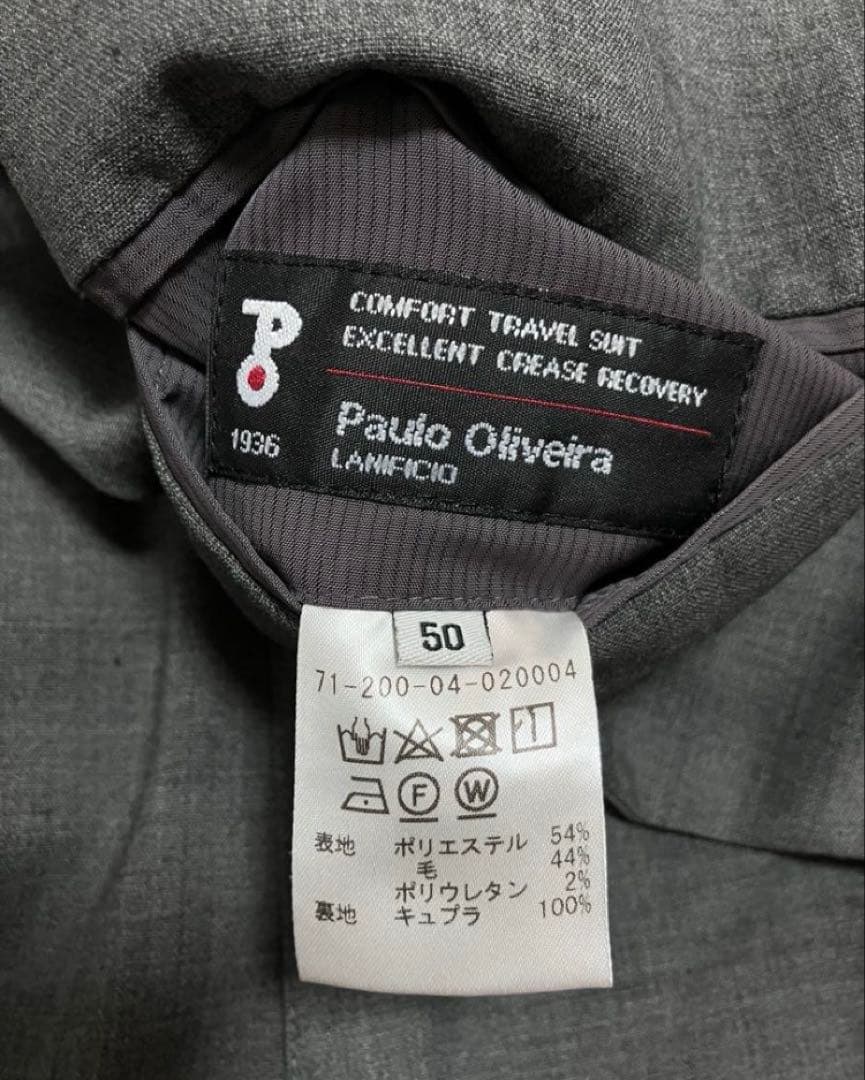 COMFORT TRAVEL SUIT
EXCELLENT CREASE RECOVERY
1936
Paulo Oliveira
LANIFICIO
50
71-200-04-020004
F W
表地 ポリエステル 54%
毛 44%
ポリウレタン 2%
裏地 キュプラ 100%